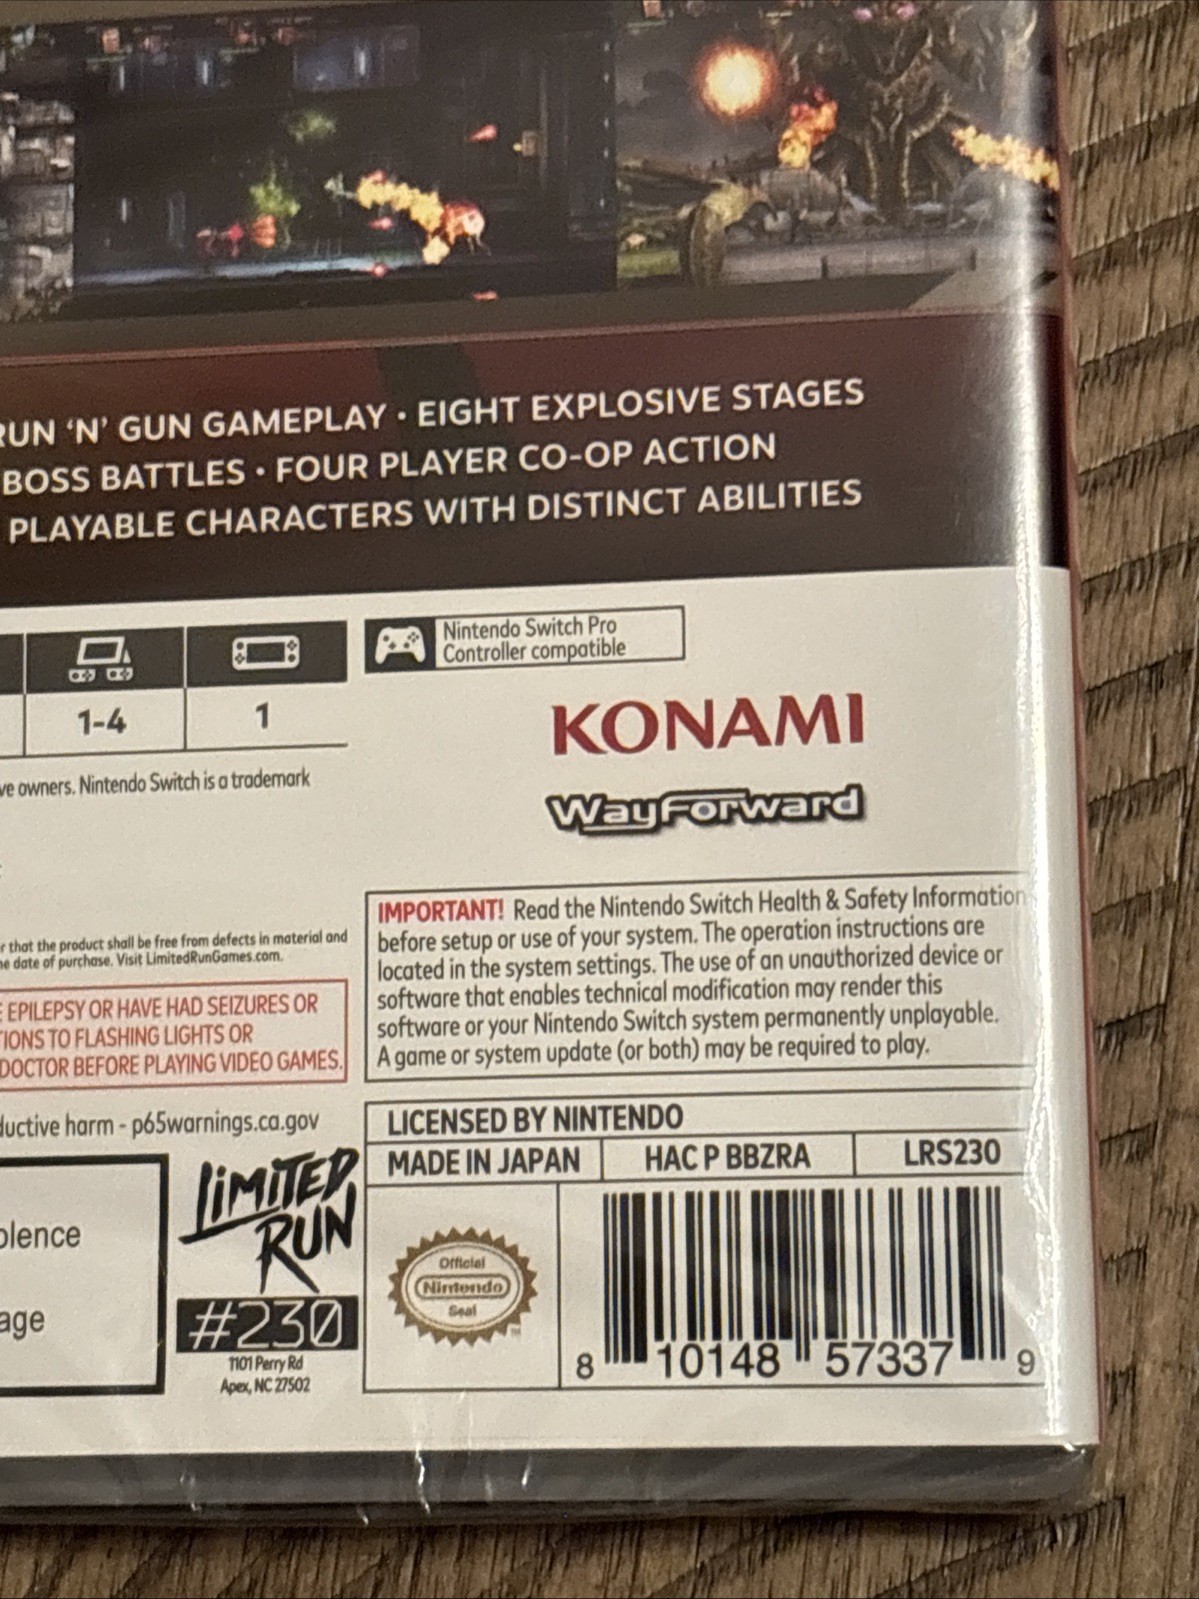 RUN 'N' GUN GAMEPLAY • EIGHT EXPLOSIVE STAGES
BOSS BATTLES • FOUR PLAYER CO-OP ACTION
PLAYABLE CHARACTERS WITH DISTINCT ABILITIES
Nintendo Switch Pro
Controller compatible
1-4
1
KONAMI
WayForward
owners. Nintendo Switch is a trademark
that the product shall be free from defects in material and
date of purchase. Visit LimitedRunGames.com.
EPILEPSY OR HAVE HAD SEIZURES OR
TO FLASHING LIGHTS OR
DOCTOR BEFORE PLAYING VIDEO GAMES.
harm - p65warnings.ca.gov
IMPORTANT! Read the Nintendo Switch Health & Safety Information
before setup or use of your system. The operation instructions are
located in the system settings. The use of an unauthorized device or
software that enables technical modification may render this
software or your Nintendo Switch system permanently unplayable.
A game or system update (or both) may be required to play.
LICENSED BY NINTENDO
MADE IN JAPAN
HAC P BBZRA
LRS230
LIMITED
RUN
#230
1101 Perry Rd
Apex, NC 27502
Official
Nintendo
Seal
8 10148 57337 9